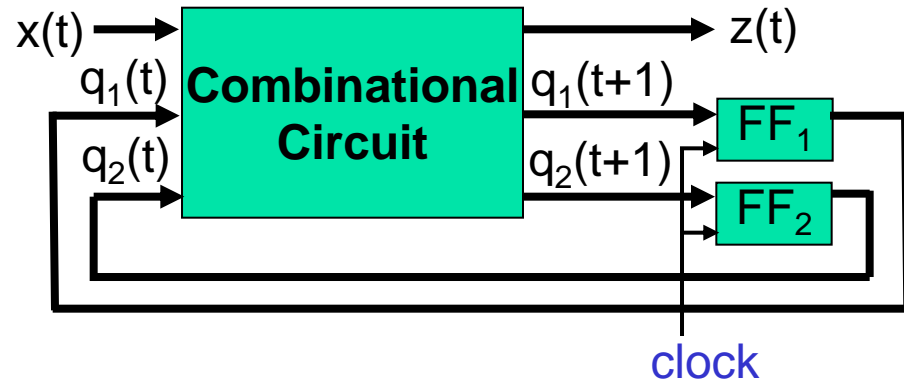 x(t)
z(t)
q₁(t)
Combinational
Circuit
q₁(t+1)
FF₁
q₂(t)
q₂(t+1)
FF₂
clock